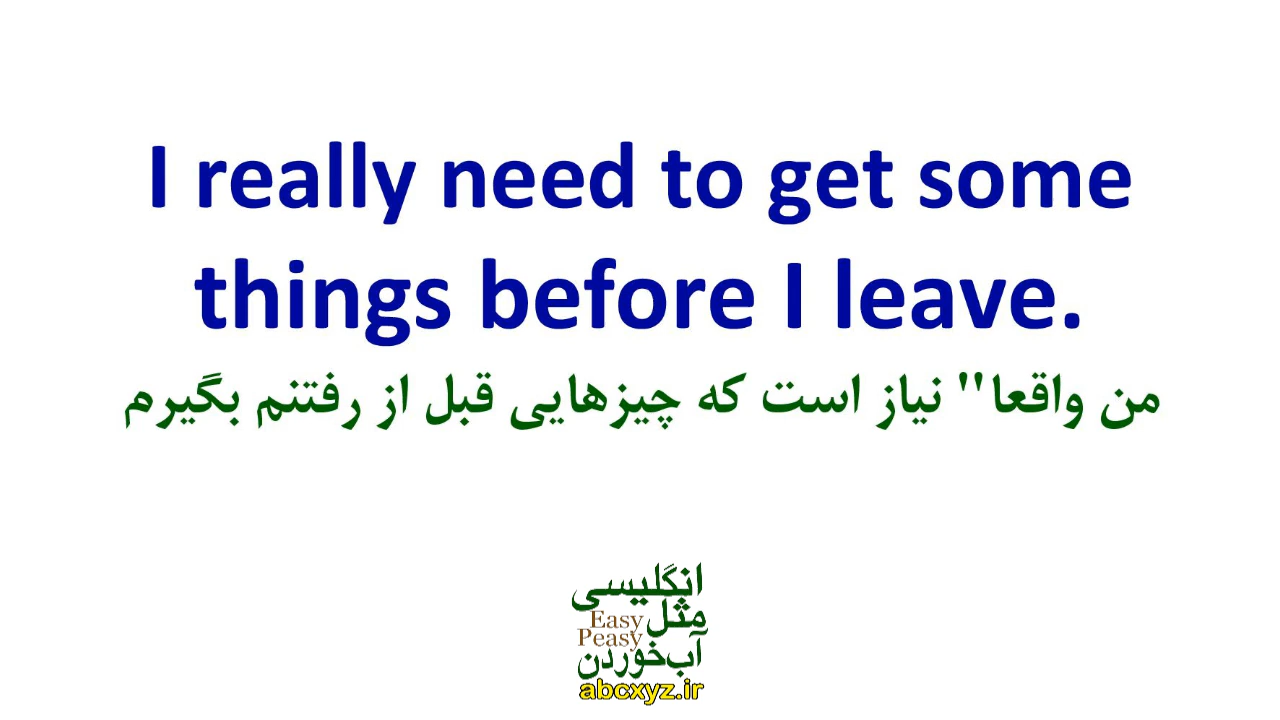 I really need to get some
things before I leave.
من واقعا" نیاز است که چیزهایی قبل از رفتنم بگیرم
انگلیسی
مثل
Easy
Peasy
آب‌خوردن
abcxyz.ir